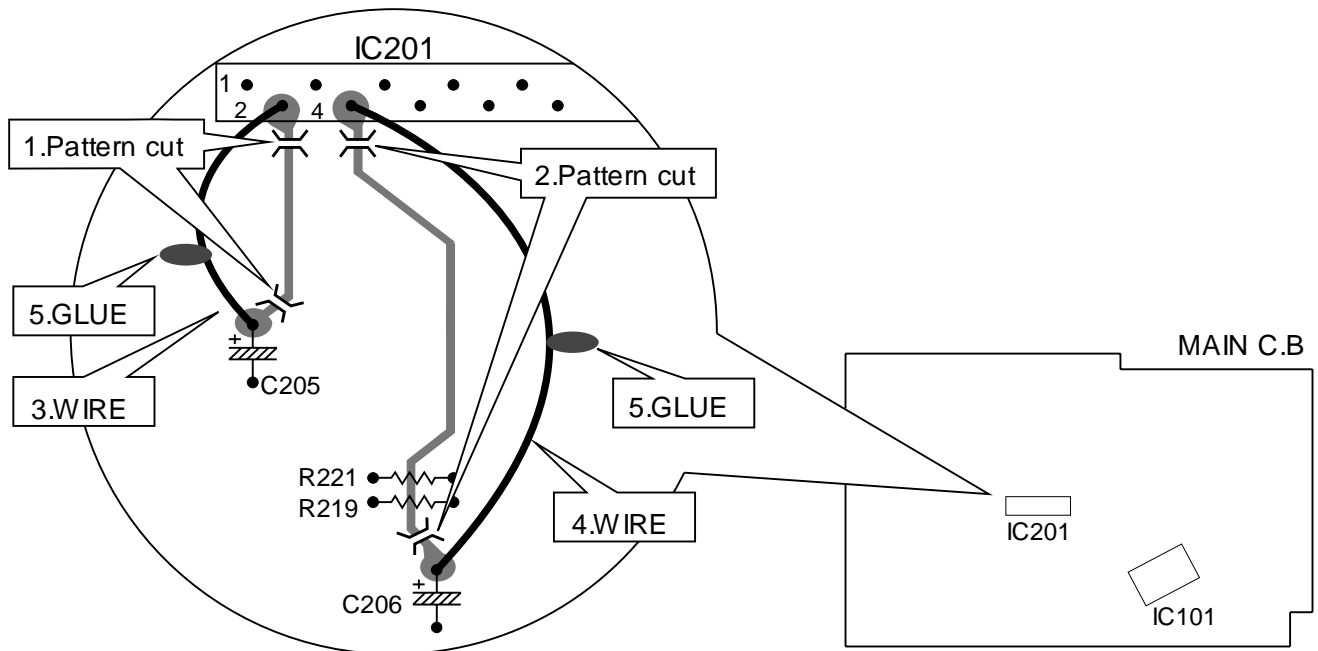 IC201
1
2
4
1.Pattern cut
2.Pattern cut
5.GLUE
+
C205
3.WIRE
5.GLUE
R221
R219
4.WIRE
+
C206
MAIN C.B
IC201
IC101